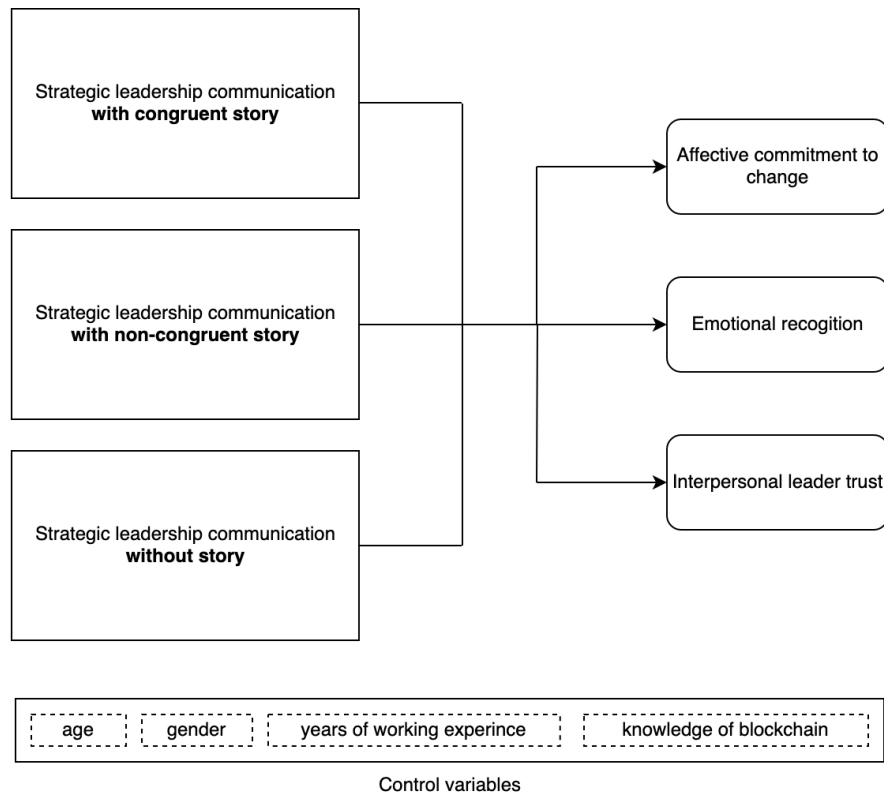 Strategic leadership communication
with congruent story
Affective commitment to
change
Strategic leadership communication
with non-congruent story
Emotional recogition
Strategic leadership communication
without story
Interpersonal leader trust
age
gender
years of working experince
knowledge of blockchain
Control variables